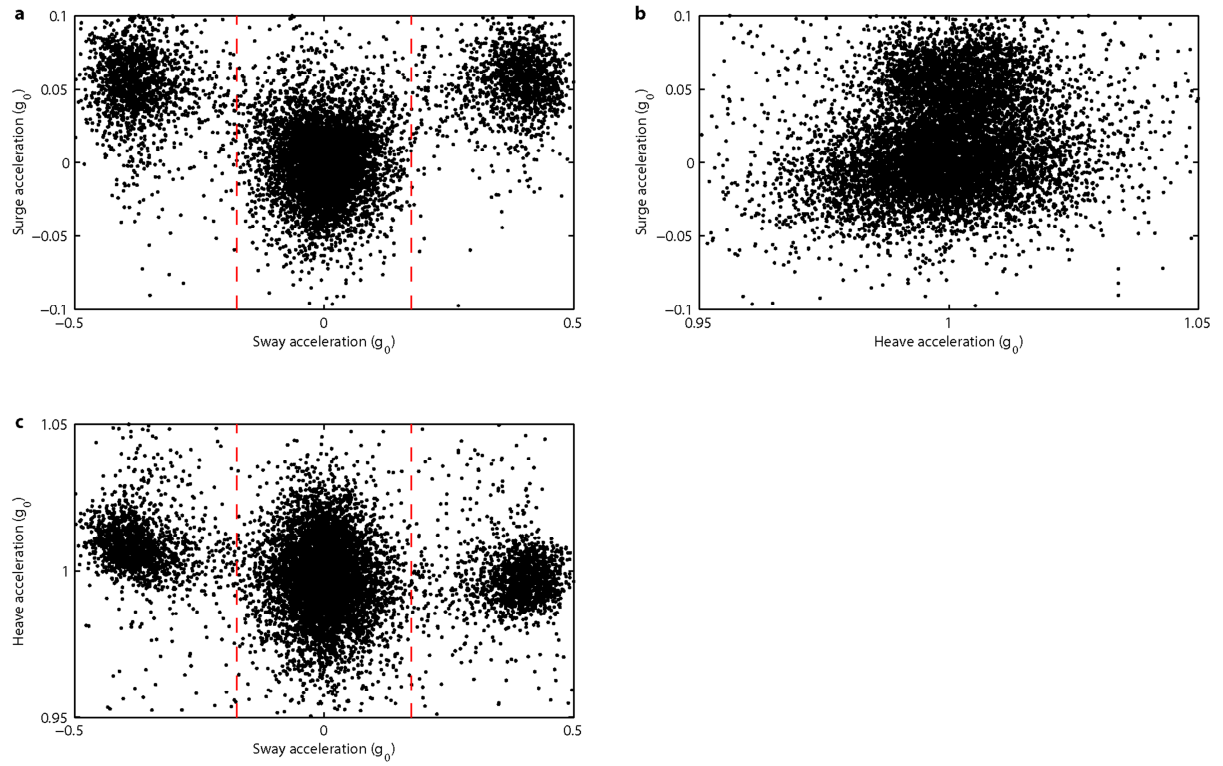 a
0.1
0.05
0
−0.05
−0.1
Surge acceleration (g0)
−0.5
0
0.5
Sway acceleration (g0)
b
0.1
0.05
0
−0.05
−0.1
Surge acceleration (g0)
0.95
1
1.05
Heave acceleration (g0)
c
1.05
1
0.95
Heave acceleration (g0)
−0.5
0
0.5
Sway acceleration (g0)